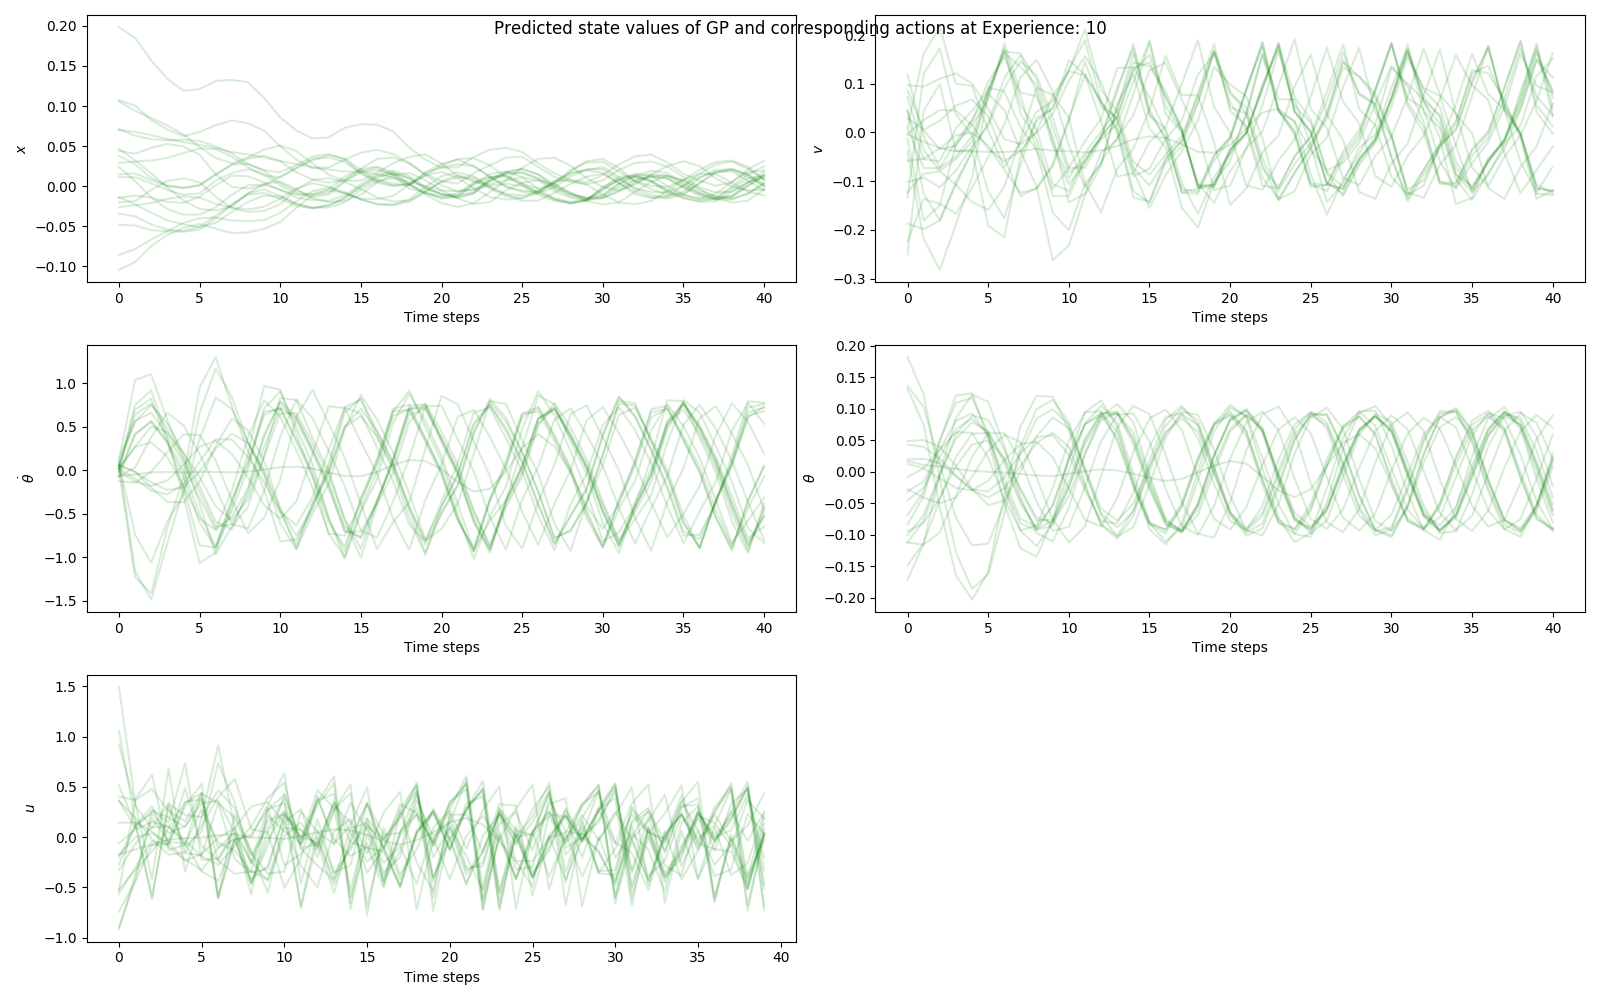 Predicted state values of GP and corresponding actions at Experience: 10
0.20
0.15
0.10
0.05
0.00
−0.05
−0.10
x
0 5 10 15 20 25 30 35 40
Time steps
0.2
0.1
0.0
−0.1
−0.2
−0.3
v
0 5 10 15 20 25 30 35 40
Time steps
1.0
0.5
0.0
−0.5
−1.0
−1.5
θ̇
0 5 10 15 20 25 30 35 40
Time steps
0.20
0.15
0.10
0.05
0.00
−0.05
−0.10
−0.15
−0.20
θ
0 5 10 15 20 25 30 35 40
Time steps
1.5
1.0
0.5
0.0
−0.5
−1.0
u
0 5 10 15 20 25 30 35 40
Time steps